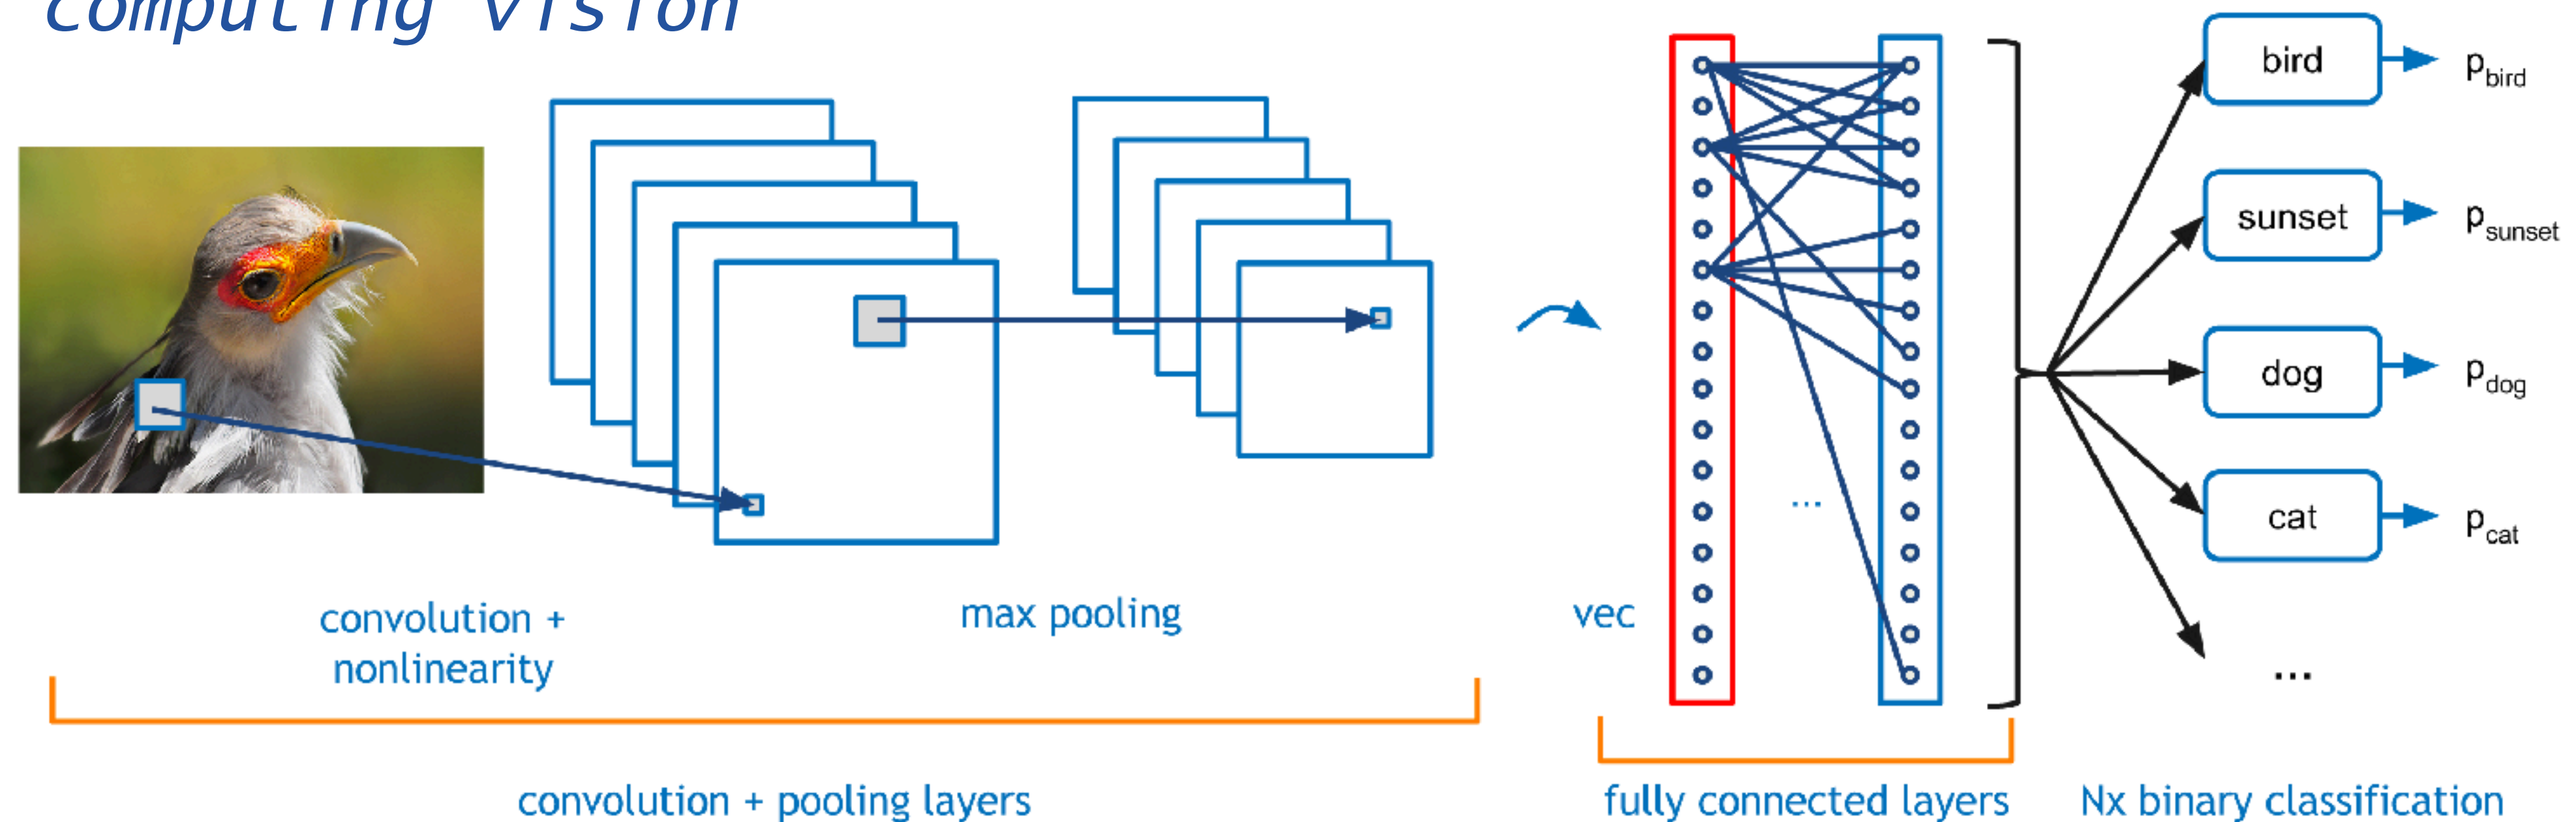 computing vision
bird
p_bird
sunset
p_sunset
dog
p_dog
cat
p_cat
...
...
convolution +
nonlinearity
max pooling
vec
convolution + pooling layers
fully connected layers
Nx binary classification